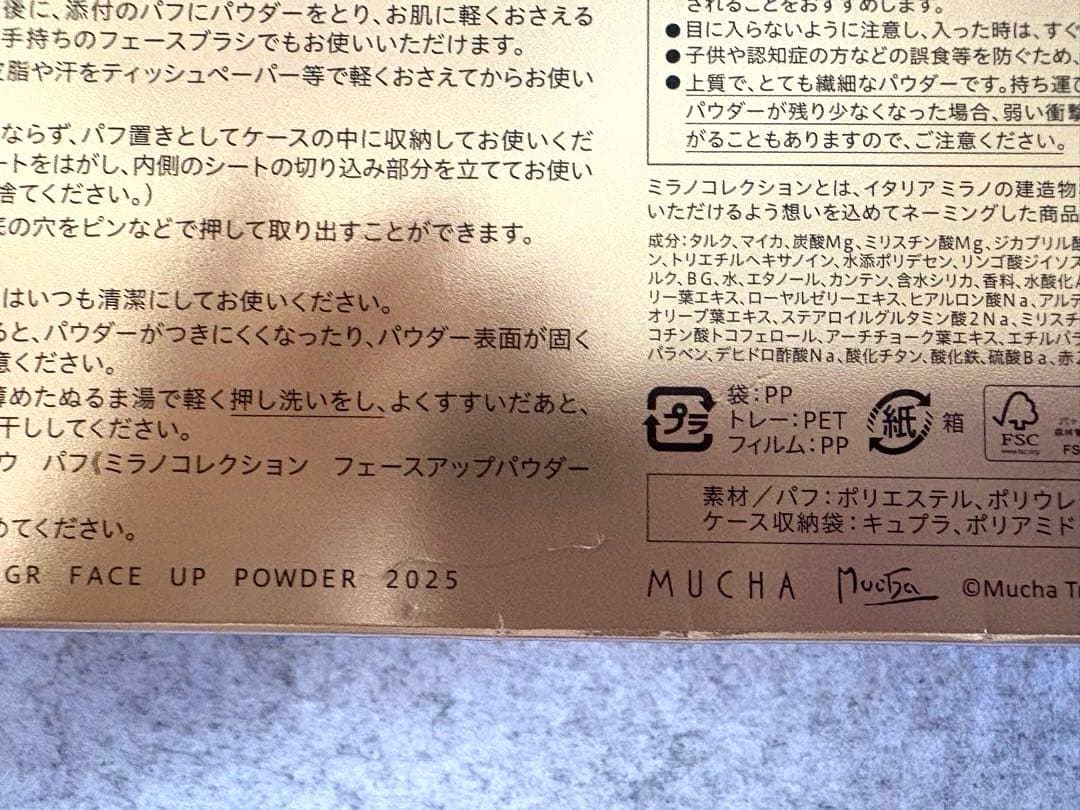 後に、添付のパフにパウダーをとり、お肌に軽くおさえる
手持ちのフェースブラシでもお使いいただけます。
皮脂や汗をティッシュペーパー等で軽くおさえてからお使い
ならず、パフ置きとしてケースの中に収納してお使いくだ
ートをはがし、内側のシートの切り込み部分を立ててお使い
捨てください。)
の穴をピンなどで押して取り出すことができます。
はいつも清潔にしてお使いください。
ると、パウダーがつきにくくなったり、パウダー表面が固く
意ください。
薄めたぬるま湯で軽く押し洗いをし、よくすすいだあと、
干ししてください。
ウ パフ《ミラノコレクション フェースアップパウダー
めてください。
GR FACE UP POWDER 2025
されることをおすすめします。
●目に入らないように注意し、入った時は、すぐ
●子供や認知症の方などの誤食等を防ぐため、
●上質で、とても繊細なパウダーです。持ち運び
パウダーが残り少なくなった場合、弱い衝撃
がることもありますので、ご注意ください。
ミラノコレクションとは、イタリア ミラノの建造物
いただけるよう想いを込めてネーミングした商品
成分:タルク、マイカ、炭酸Mg、ミリスチン酸Mg、ジカプリル酸
ン、トリエチルヘキサノイン、水添ポリデセン、リンゴ酸ジイソス
ルク、BG、水、エタノール、カンテン、含水シリカ、香料、水酸化A
リー葉エキス、ローヤルゼリーエキス、ヒアルロン酸Na、アルテ
オリーブ葉エキス、ステアロイルグルタミン酸2Na、ミリスチ
コチン酸トコフェロール、アーチチョーク葉エキス、エチルパラ
パラベン、デヒドロ酢酸Na、酸化チタン、酸化鉄、硫酸Ba、赤
プラ
袋:PP
トレー:PET
フィルム:PP
紙
箱
FSC
www.fsc.org
FS
素材/パフ:ポリエステル、ポリウレ
ケース収納袋:キュプラ、ポリアミド
MUCHA Mucha ©Mucha Tr